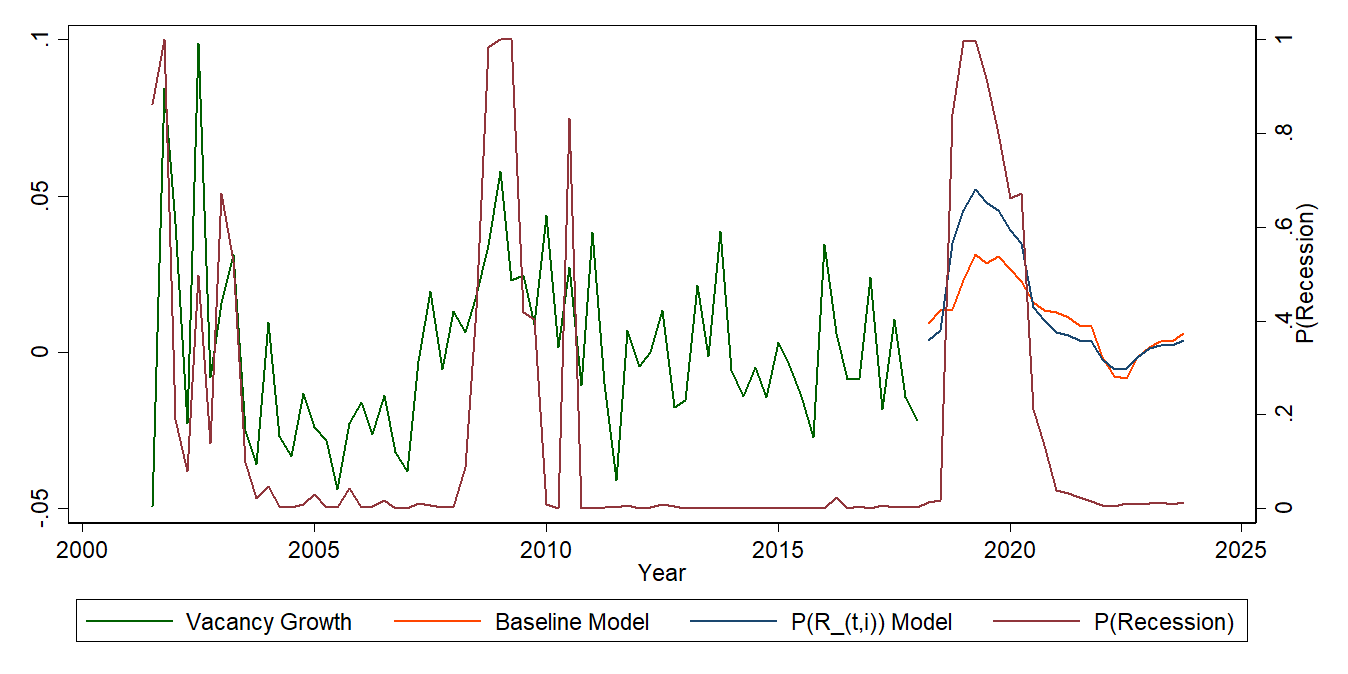 .1
.05
0
-.05
1
.8
.6
.4
.2
0
P(Recession)
2000 2005 2010 2015 2020 2025
Year
Vacancy Growth Baseline Model P(R_(t,i)) Model P(Recession)